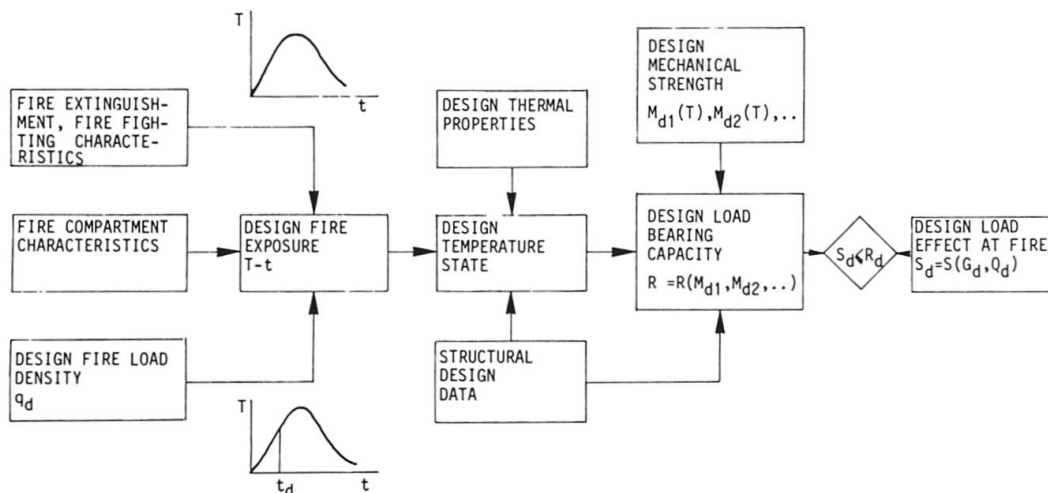 T
t
FIRE EXTINGUISH-
MENT, FIRE FIGH-
TING CHARACTE-
RISTICS
FIRE COMPARTMENT
CHARACTERISTICS
DESIGN FIRE LOAD
DENSITY
q_d
DESIGN FIRE
EXPOSURE
T-t
T
t_d
t
DESIGN THERMAL
PROPERTIES
DESIGN
TEMPERATURE
STATE
STRUCTURAL
DESIGN
DATA
DESIGN
MECHANICAL
STRENGTH
M_d1(T),M_d2(T),..
DESIGN LOAD
BEARING
CAPACITY
R =R(M_d1,M_d2,..)
S_d≤R_d
DESIGN LOAD
EFFECT AT FIRE
S_d=S(G_d,Q_d)